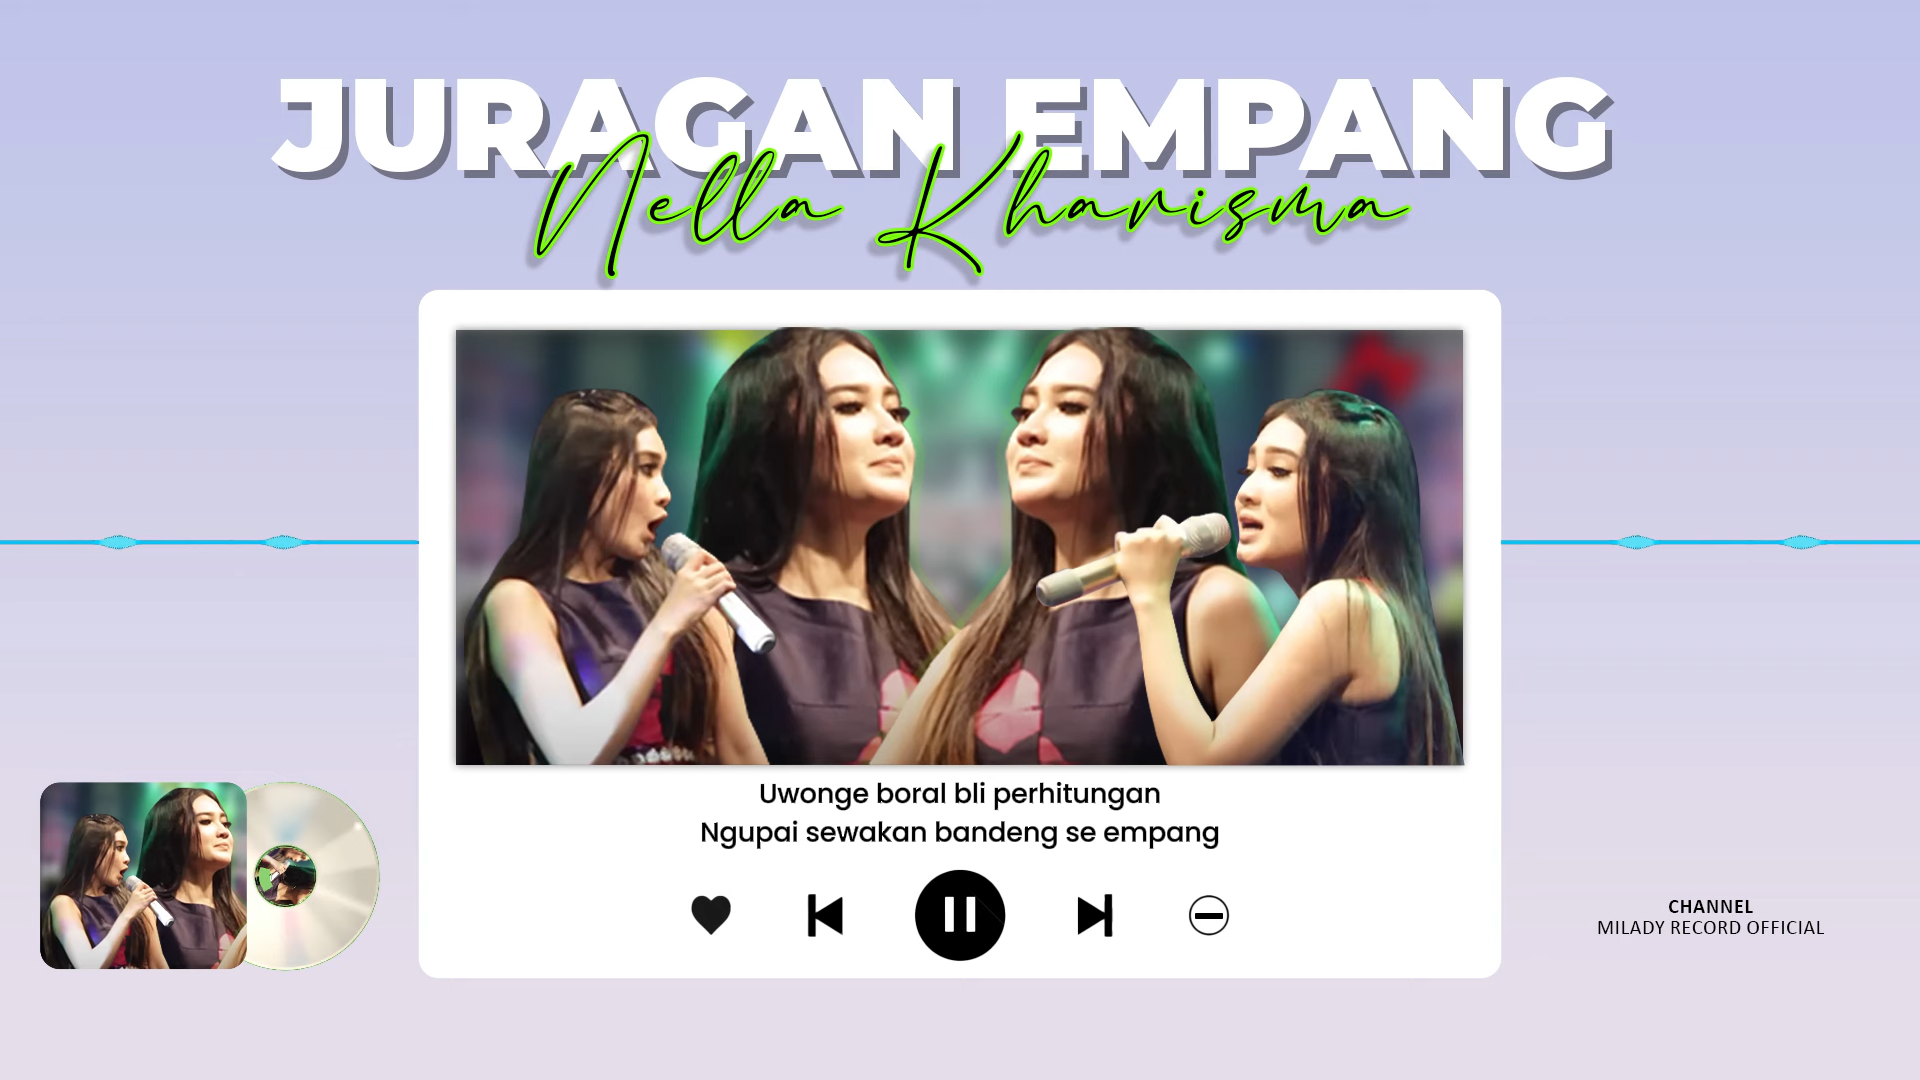 JURAGAN EMPANG
Nella Kharisma
Uwonge boral bli perhitungan
Ngupai sewakan bandeng se empang
CHANNEL
MILADY RECORD OFFICIAL